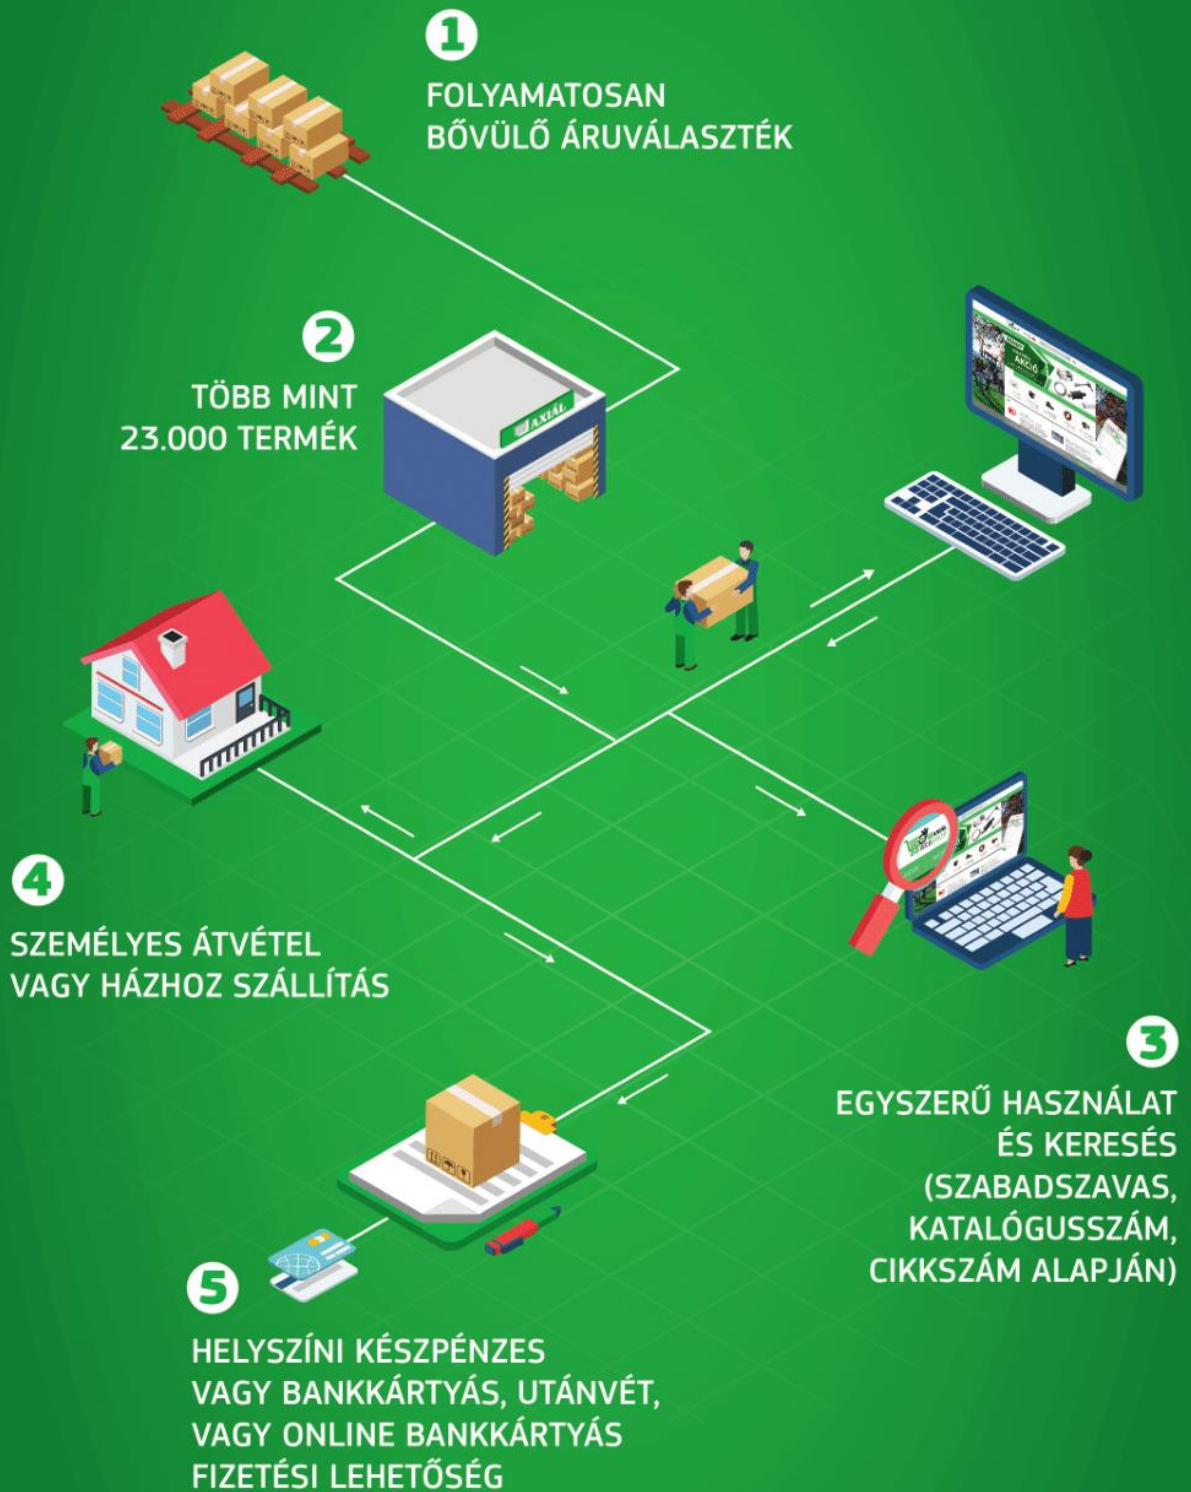 1
FOLYAMATOSAN
BŐVÜLŐ ÁRUVÁLASZTÉK
2
TÖBB MINT
23.000 TERMÉK
AXIÁL
AKCIÓ
4
SZEMÉLYES ÁTVÉTEL
VAGY HÁZHOZ SZÁLLÍTÁS
3
EGYSZERŰ HASZNÁLAT
ÉS KERESÉS
(SZABADSZAVAS,
KATALÓGUSSZÁM,
CIKKSZÁM ALAPJÁN)
5
HELYSZÍNI KÉSZPÉNZES
VAGY BANKKÁRTYÁS, UTÁNVÉT,
VAGY ONLINE BANKKÁRTYÁS
FIZETÉSI LEHETŐSÉG